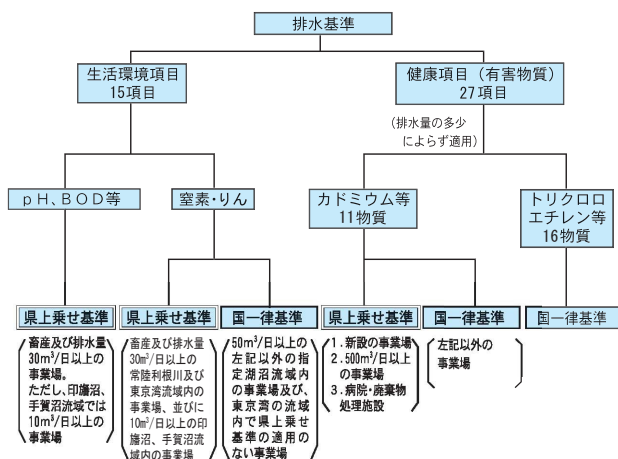 排水基準
生活環境項目
15項目
健康項目（有害物質）
27項目
(排水量の多少
によらず適用)
pH、BOD等
窒素・りん
カドミウム等
11物質
トリクロロ
エチレン等
16物質
県上乗せ基準
畜産及び排水量
30m³/日以上の
事業場。
ただし、印旛沼、
手賀沼流域では
10m³/日以上の
事業場
県上乗せ基準
畜産及び排水量
30m³/日以上の
常陸利根川及び
東京湾流域内の
事業場、並びに
10m³/日以上の印
旛沼、手賀沼流
域内の事業場
国一律基準
50m³/日以上の
左記以外の指
定湖沼流域内
の事業場及び、
東京湾の流域
内で県上乗せ
基準の適用の
ない事業場
県上乗せ基準
1．新設の事業場
2．500m³/日以上
の事業場
3．病院・廃棄物
処理施設
国一律基準
左記以外の
事業場
国一律基準